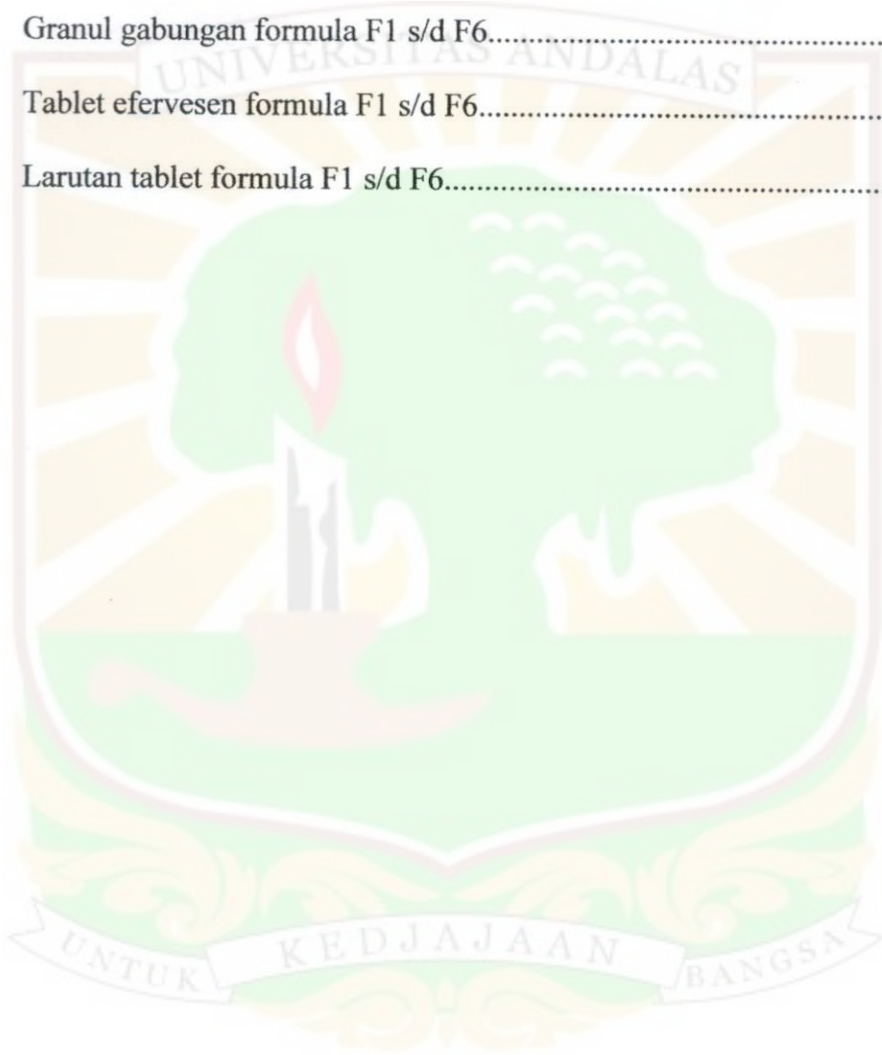 Granul gabungan formula F1 s/d F6..................................................
UNIVERSITAS ANDALAS
Tablet efervesen formula F1 s/d F6...................................................
Larutan tablet formula F1 s/d F6........................................................
UNTUK KEDJAJAAN BANGSA